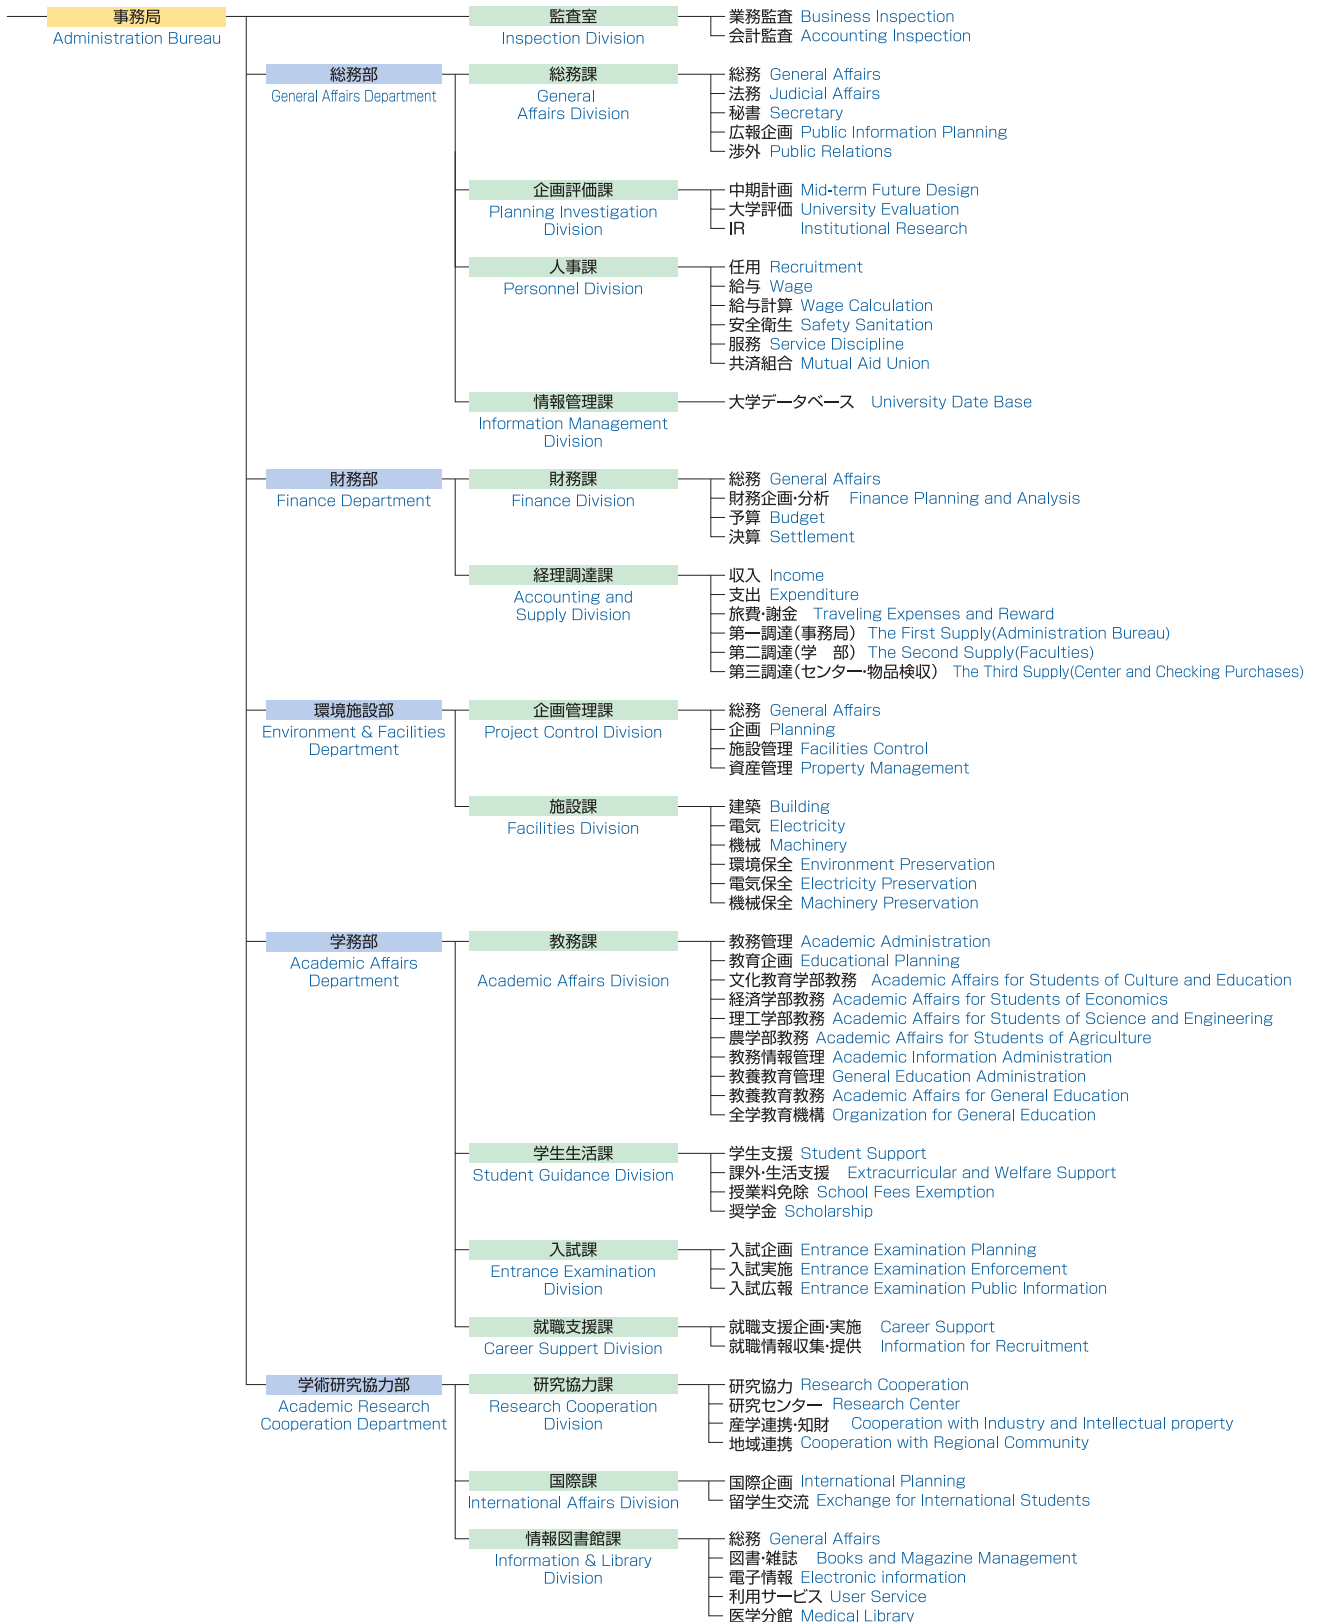 事務局
Administration Bureau
監査室
Inspection Division
業務監査 Business Inspection
会計監査 Accounting Inspection
総務部
General Affairs Department
総務課
General
Affairs Division
総務 General Affairs
法務 Judicial Affairs
秘書 Secretary
広報企画 Public Information Planning
渉外 Public Relations
企画評価課
Planning Investigation
Division
中期計画 Mid-term Future Design
大学評価 University Evaluation
IR Institutional Research
人事課
Personnel Division
任用 Recruitment
給与 Wage
給与計算 Wage Calculation
安全衛生 Safety Sanitation
服務 Service Discipline
共済組合 Mutual Aid Union
情報管理課
Information Management
Division
大学データベース University Date Base
財務部
Finance Department
財務課
Finance Division
総務 General Affairs
財務企画・分析 Finance Planning and Analysis
予算 Budget
決算 Settlement
経理調達課
Accounting and
Supply Division
収入 Income
支出 Expenditure
旅費・謝金 Traveling Expenses and Reward
第一調達(事務局) The First Supply(Administration Bureau)
第二調達(学 部) The Second Supply(Faculties)
第三調達(センター・物品検収) The Third Supply(Center and Checking Purchases)
環境施設部
Environment & Facilities
Department
企画管理課
Project Control Division
総務 General Affairs
企画 Planning
施設管理 Facilities Control
資産管理 Property Management
施設課
Facilities Division
建築 Building
電気 Electricity
機械 Machinery
環境保全 Environment Preservation
電気保全 Electricity Preservation
機械保全 Machinery Preservation
学務部
Academic Affairs
Department
教務課
Academic Affairs Division
教務管理 Academic Administration
教育企画 Educational Planning
文化教育学部教務 Academic Affairs for Students of Culture and Education
経済学部教務 Academic Affairs for Students of Economics
理工学部教務 Academic Affairs for Students of Science and Engineering
農学部教務 Academic Affairs for Students of Agriculture
教務情報管理 Academic Information Administration
教養教育管理 General Education Administration
教養教育教務 Academic Affairs for General Education
全学教育機構 Organization for General Education
学生生活課
Student Guidance Division
学生支援 Student Support
課外・生活支援 Extracurricular and Welfare Support
授業料免除 School Fees Exemption
奨学金 Scholarship
入試課
Entrance Examination
Division
入試企画 Entrance Examination Planning
入試実施 Entrance Examination Enforcement
入試広報 Entrance Examination Public Information
就職支援課
Career Suppert Division
就職支援企画・実施 Career Support
就職情報収集・提供 Information for Recruitment
学術研究協力部
Academic Research
Cooperation Department
研究協力課
Research Cooperation
Division
研究協力 Research Cooperation
研究センター Research Center
産学連携・知財 Cooperation with Industry and Intellectual property
地域連携 Cooperation with Regional Community
国際課
International Affairs Division
国際企画 International Planning
留学生交流 Exchange for International Students
情報図書館課
Information & Library
Division
総務 General Affairs
図書・雑誌 Books and Magazine Management
電子情報 Electronic information
利用サービス User Service
医学分館 Medical Library